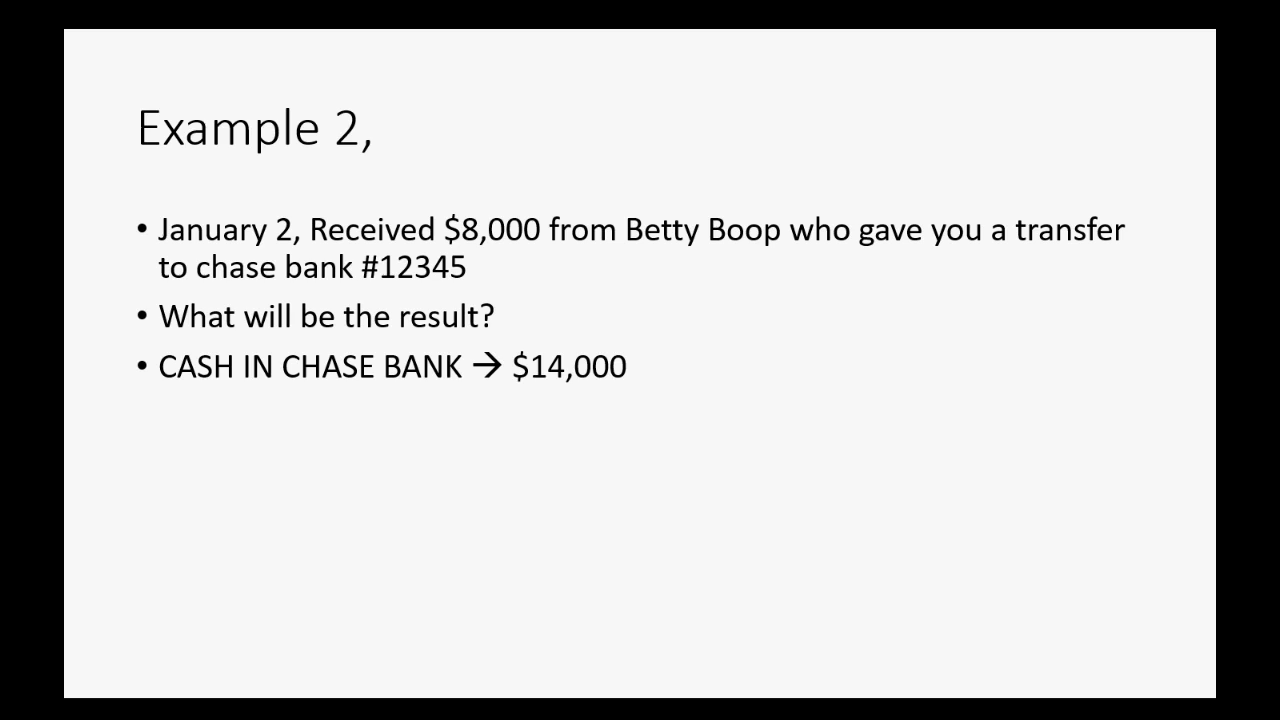 Example 2,
• January 2, Received $8,000 from Betty Boop who gave you a transfer
to chase bank #12345
• What will be the result?
• CASH IN CHASE BANK → $14,000